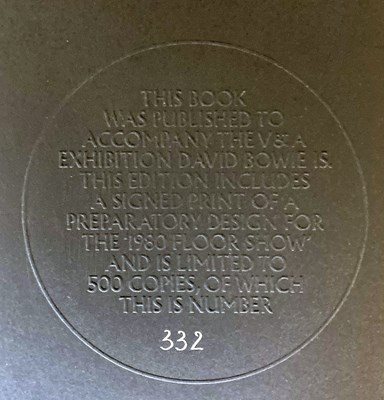 THIS BOOK
WAS PUBLISHED TO
ACCOMPANY THE V&A
EXHIBITION DAVID BOWIE IS.
THIS EDITION INCLUDES
A SIGNED PRINT OF A
PREPARATORY DESIGN FOR
THE '1980 FLOOR SHOW'
AND IS LIMITED TO
500 COPIES, OF WHICH
THIS IS NUMBER
332